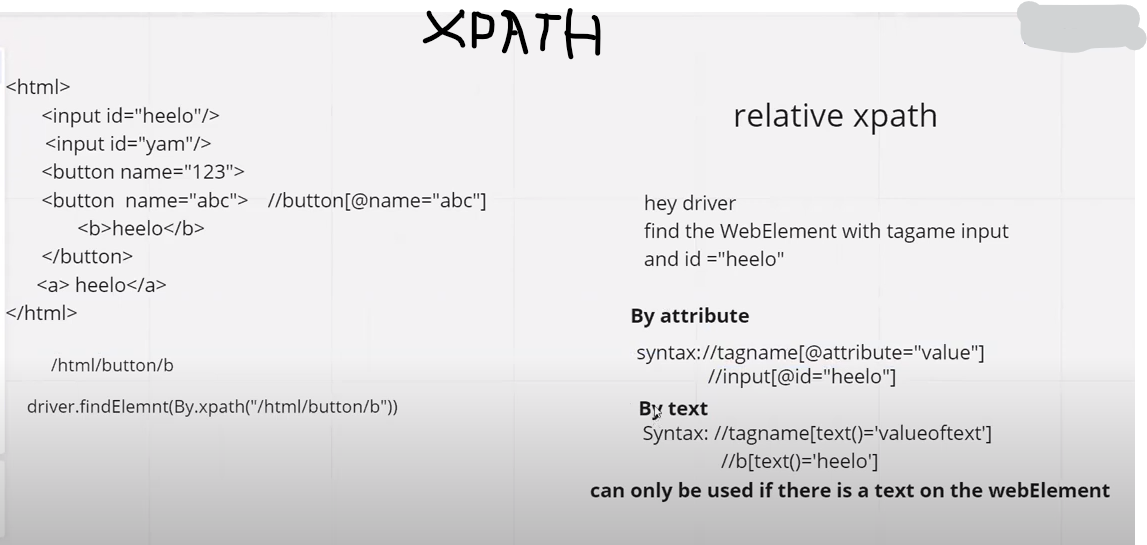 XPATH
<html>
<input id="heelo"/>
<input id="yam"/>
<button name="123">
<button  name="abc">    //button[@name="abc"]
<b>heelo</b>
</button>
<a> heelo</a>
</html>
/html/button/b
driver.findElemnt(By.xpath("/html/button/b"))
relative xpath
hey driver
find the WebElement with tagame input
and id ="heelo"
By attribute
syntax://tagname[@attribute="value"]
//input[@id="heelo"]
By text
Syntax: //tagname[text()='valueoftext']
//b[text()='heelo']
can only be used if there is a text on the webElement